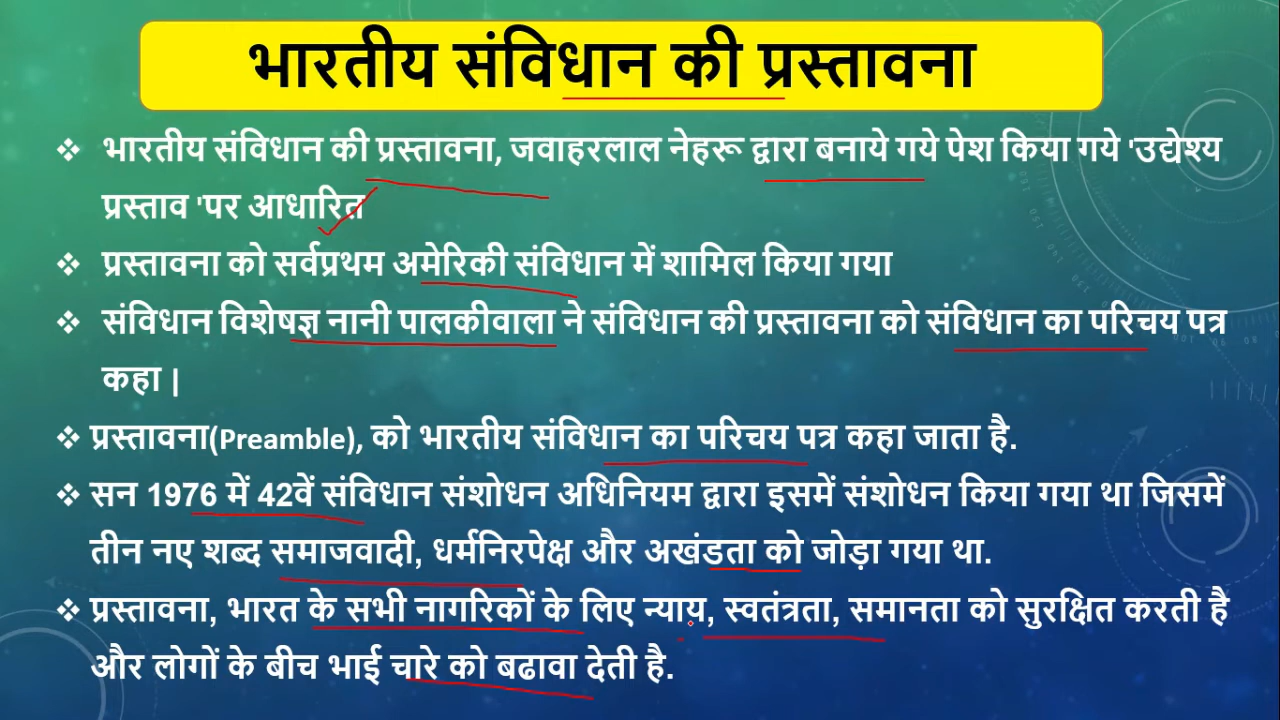 भारतीय संविधान की प्रस्तावना
❖ भारतीय संविधान की प्रस्तावना, जवाहरलाल नेहरू द्वारा बनाये गये पेश किया गये 'उद्येश्य
प्रस्ताव 'पर आधारित
❖ प्रस्तावना को सर्वप्रथम अमेरिकी संविधान में शामिल किया गया
❖ संविधान विशेषज्ञ नानी पालकीवाला ने संविधान की प्रस्तावना को संविधान का परिचय पत्र
कहा |
❖ प्रस्तावना(Preamble), को भारतीय संविधान का परिचय पत्र कहा जाता है.
❖ सन 1976 में 42वें संविधान संशोधन अधिनियम द्वारा इसमें संशोधन किया गया था जिसमें
तीन नए शब्द समाजवादी, धर्मनिरपेक्ष और अखंडता को जोड़ा गया था.
❖ प्रस्तावना, भारत के सभी नागरिकों के लिए न्याय, स्वतंत्रता, समानता को सुरक्षित करती है
और लोगों के बीच भाई चारे को बढावा देती है.